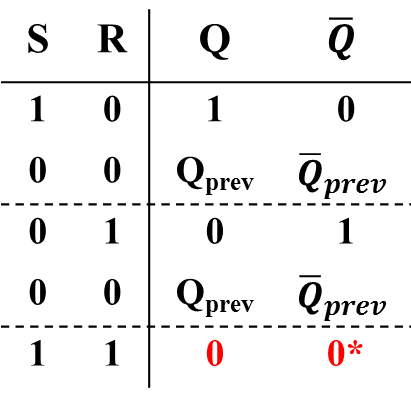 S R Q Q̅
1 0 1 0
0 0 Qprev Q̅prev
0 1 0 1
0 0 Qprev Q̅prev
1 1 0 0*